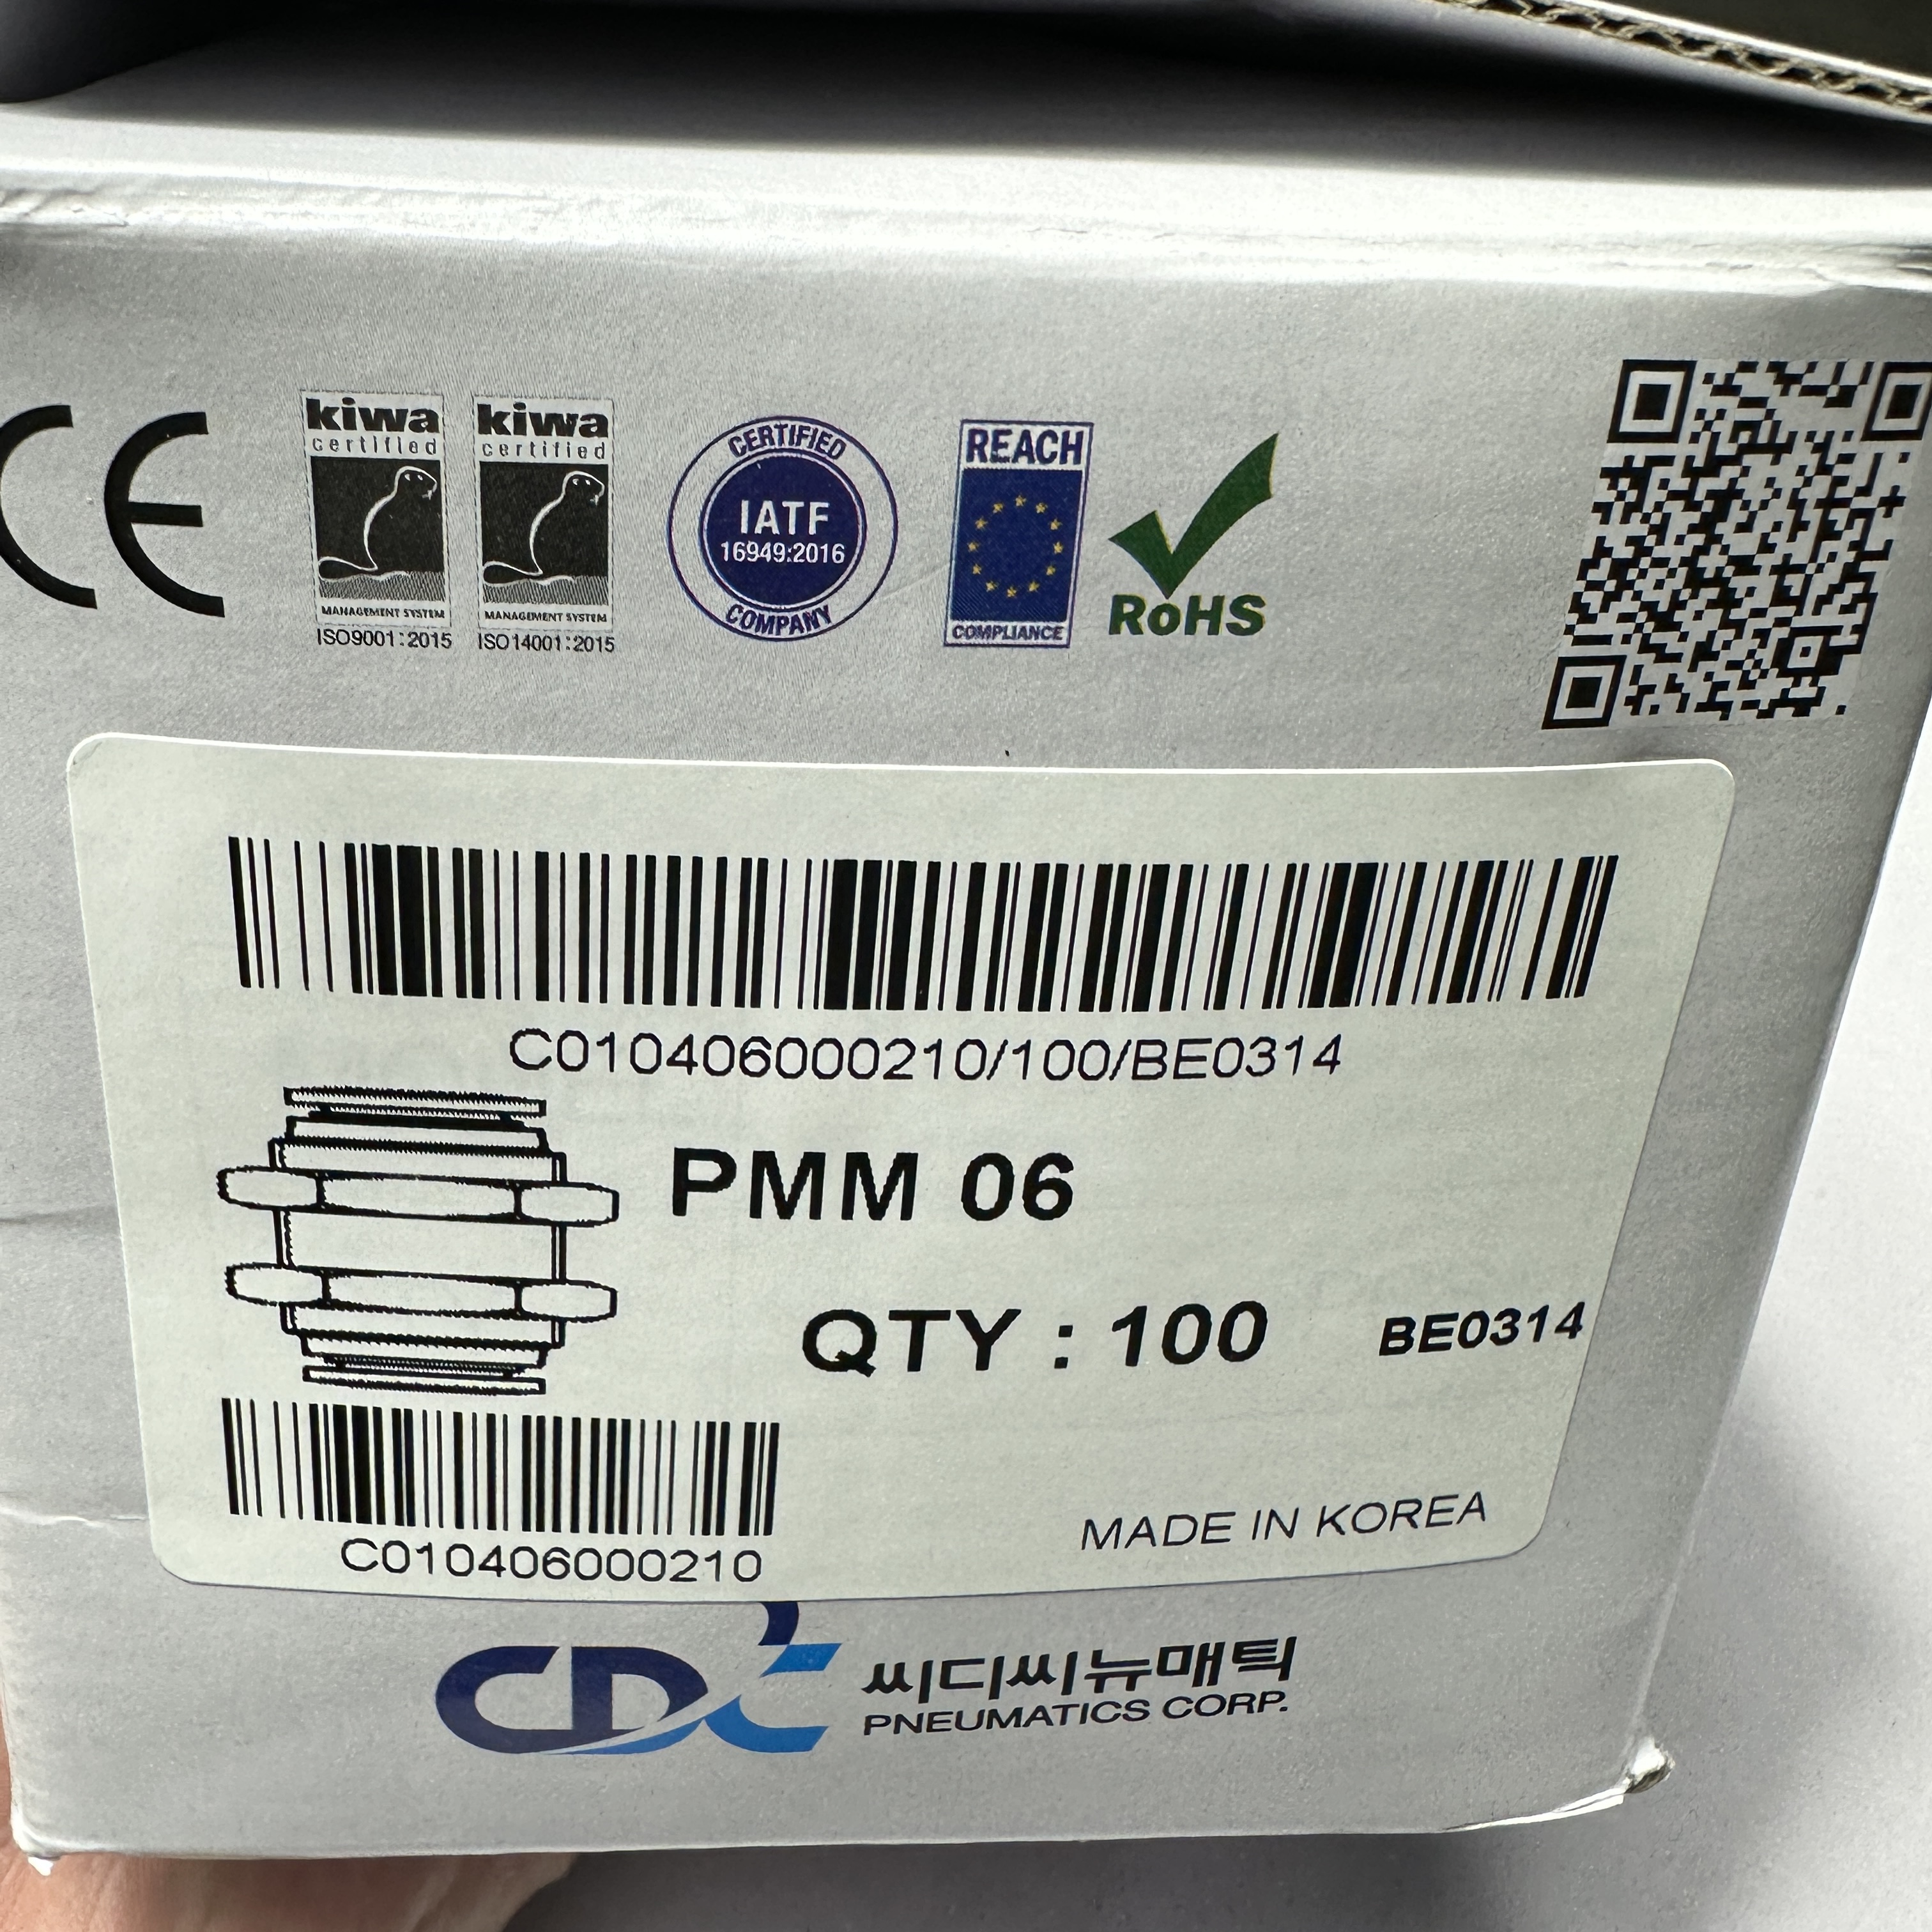 CE
kiwa
certified
MANAGEMENT SYSTEM
ISO9001:2015
kiwa
certified
MANAGEMENT SYSTEM
ISO14001:2015
CERTIFIED
IATF
16949:2016
COMPANY
REACH
COMPLIANCE
RoHS
C010406000210/100/BE0314
PMM 06
QTY : 100
BE0314
C010406000210
MADE IN KOREA
CDC
씨디씨뉴매틱
PNEUMATICS CORP.